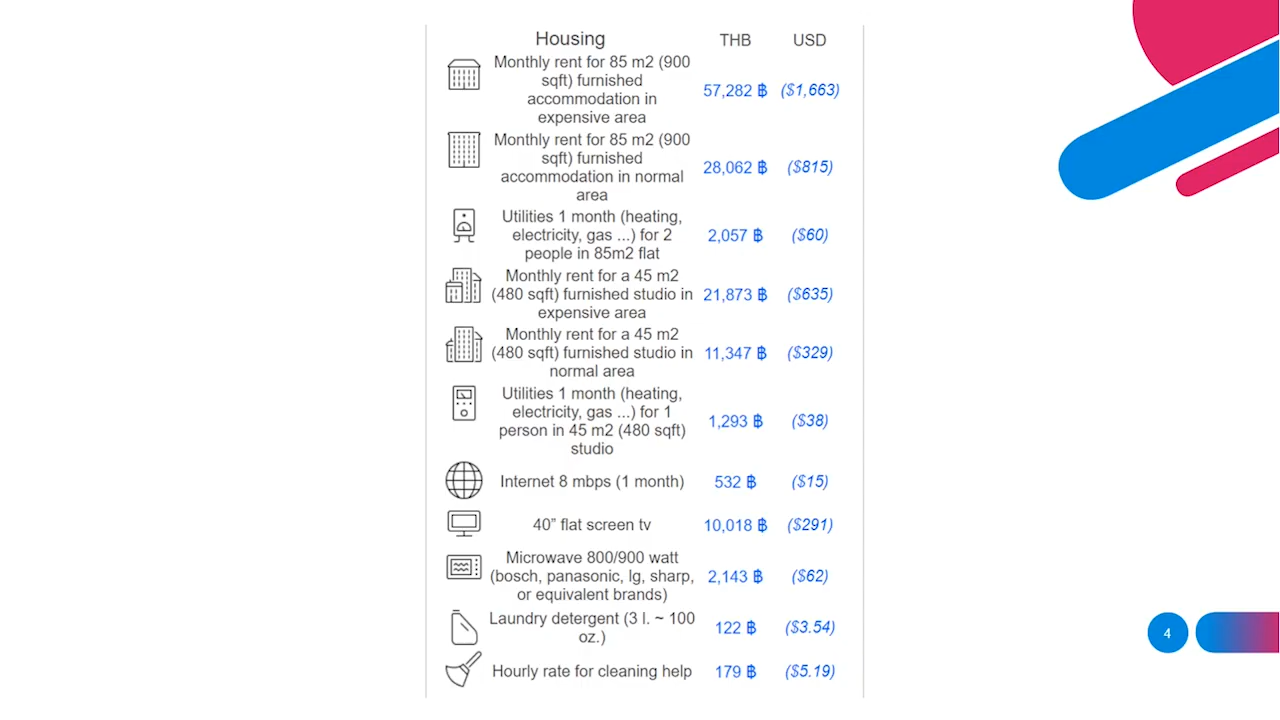 Housing THB USD
Monthly rent for 85 m2 (900
sqft) furnished
accommodation in
expensive area
57,282 ฿ ($1,663)
Monthly rent for 85 m2 (900
sqft) furnished
accommodation in normal
area
28,062 ฿ ($815)
Utilities 1 month (heating,
electricity, gas ...) for 2
people in 85m2 flat
2,057 ฿ ($60)
Monthly rent for a 45 m2
(480 sqft) furnished studio in
expensive area
21,873 ฿ ($635)
Monthly rent for a 45 m2
(480 sqft) furnished studio in
normal area
11,347 ฿ ($329)
Utilities 1 month (heating,
electricity, gas ...) for 1
person in 45 m2 (480 sqft)
studio
1,293 ฿ ($38)
Internet 8 mbps (1 month) 532 ฿ ($15)
40” flat screen tv 10,018 ฿ ($291)
Microwave 800/900 watt
(bosch, panasonic, lg, sharp,
or equivalent brands)
2,143 ฿ ($62)
Laundry detergent (3 l. ~ 100
oz.)
122 ฿ ($3.54)
Hourly rate for cleaning help 179 ฿ ($5.19)
4